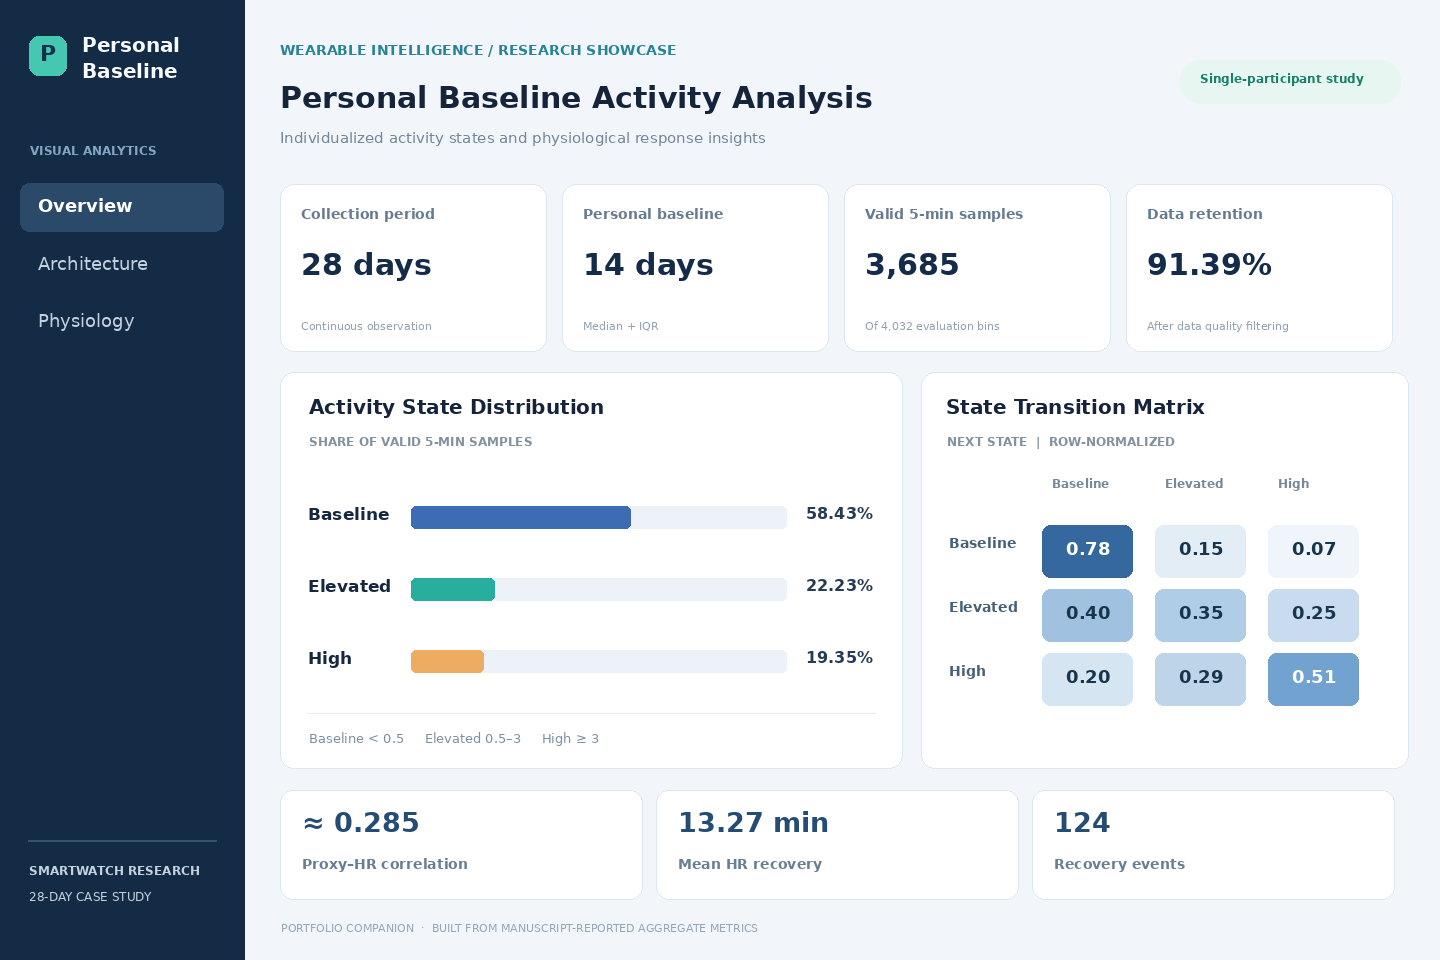 P
Personal
Baseline
VISUAL ANALYTICS
Overview
Architecture
Physiology
SMARTWATCH RESEARCH
28-DAY CASE STUDY
WEARABLE INTELLIGENCE / RESEARCH SHOWCASE
Personal Baseline Activity Analysis
Individualized activity states and physiological response insights
Single-participant study
Collection period
28 days
Continuous observation
Personal baseline
14 days
Median + IQR
Valid 5-min samples
3,685
Of 4,032 evaluation bins
Data retention
91.39%
After data quality filtering
Activity State Distribution
SHARE OF VALID 5-MIN SAMPLES
Baseline 58.43%
Elevated 22.23%
High 19.35%
Baseline < 0.5 Elevated 0.5–3 High ≥ 3
State Transition Matrix
NEXT STATE | ROW-NORMALIZED
Baseline Elevated High
Baseline 0.78 0.15 0.07
Elevated 0.40 0.35 0.25
High 0.20 0.29 0.51
≈ 0.285
Proxy–HR correlation
13.27 min
Mean HR recovery
124
Recovery events
PORTFOLIO COMPANION · BUILT FROM MANUSCRIPT-REPORTED AGGREGATE METRICS